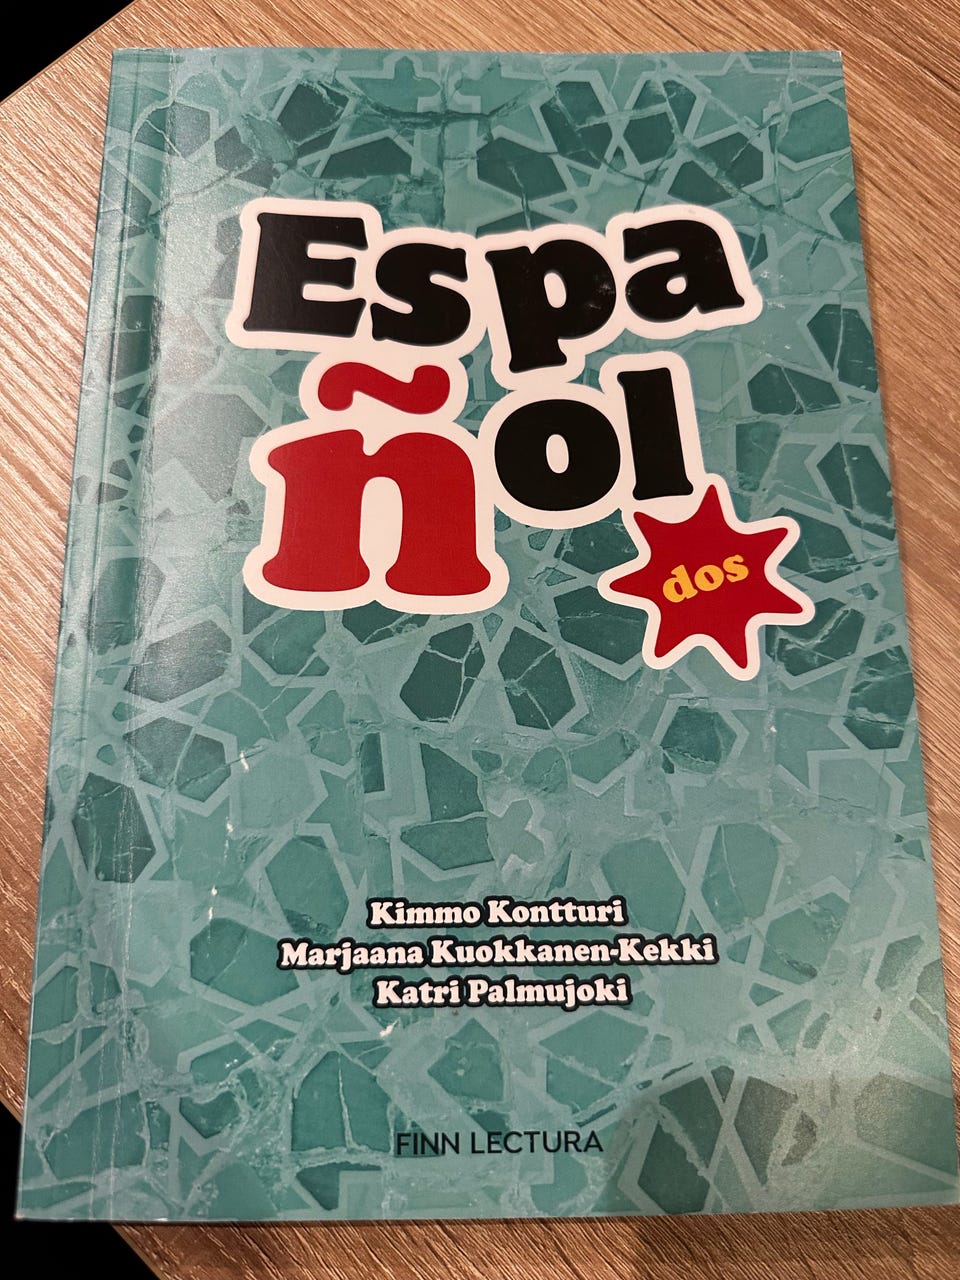 Espa
ñol
dos
Kimmo Kontturi
Marjaana Kuokkanen-Kekki
Katri Palmujoki
FINN LECTURA